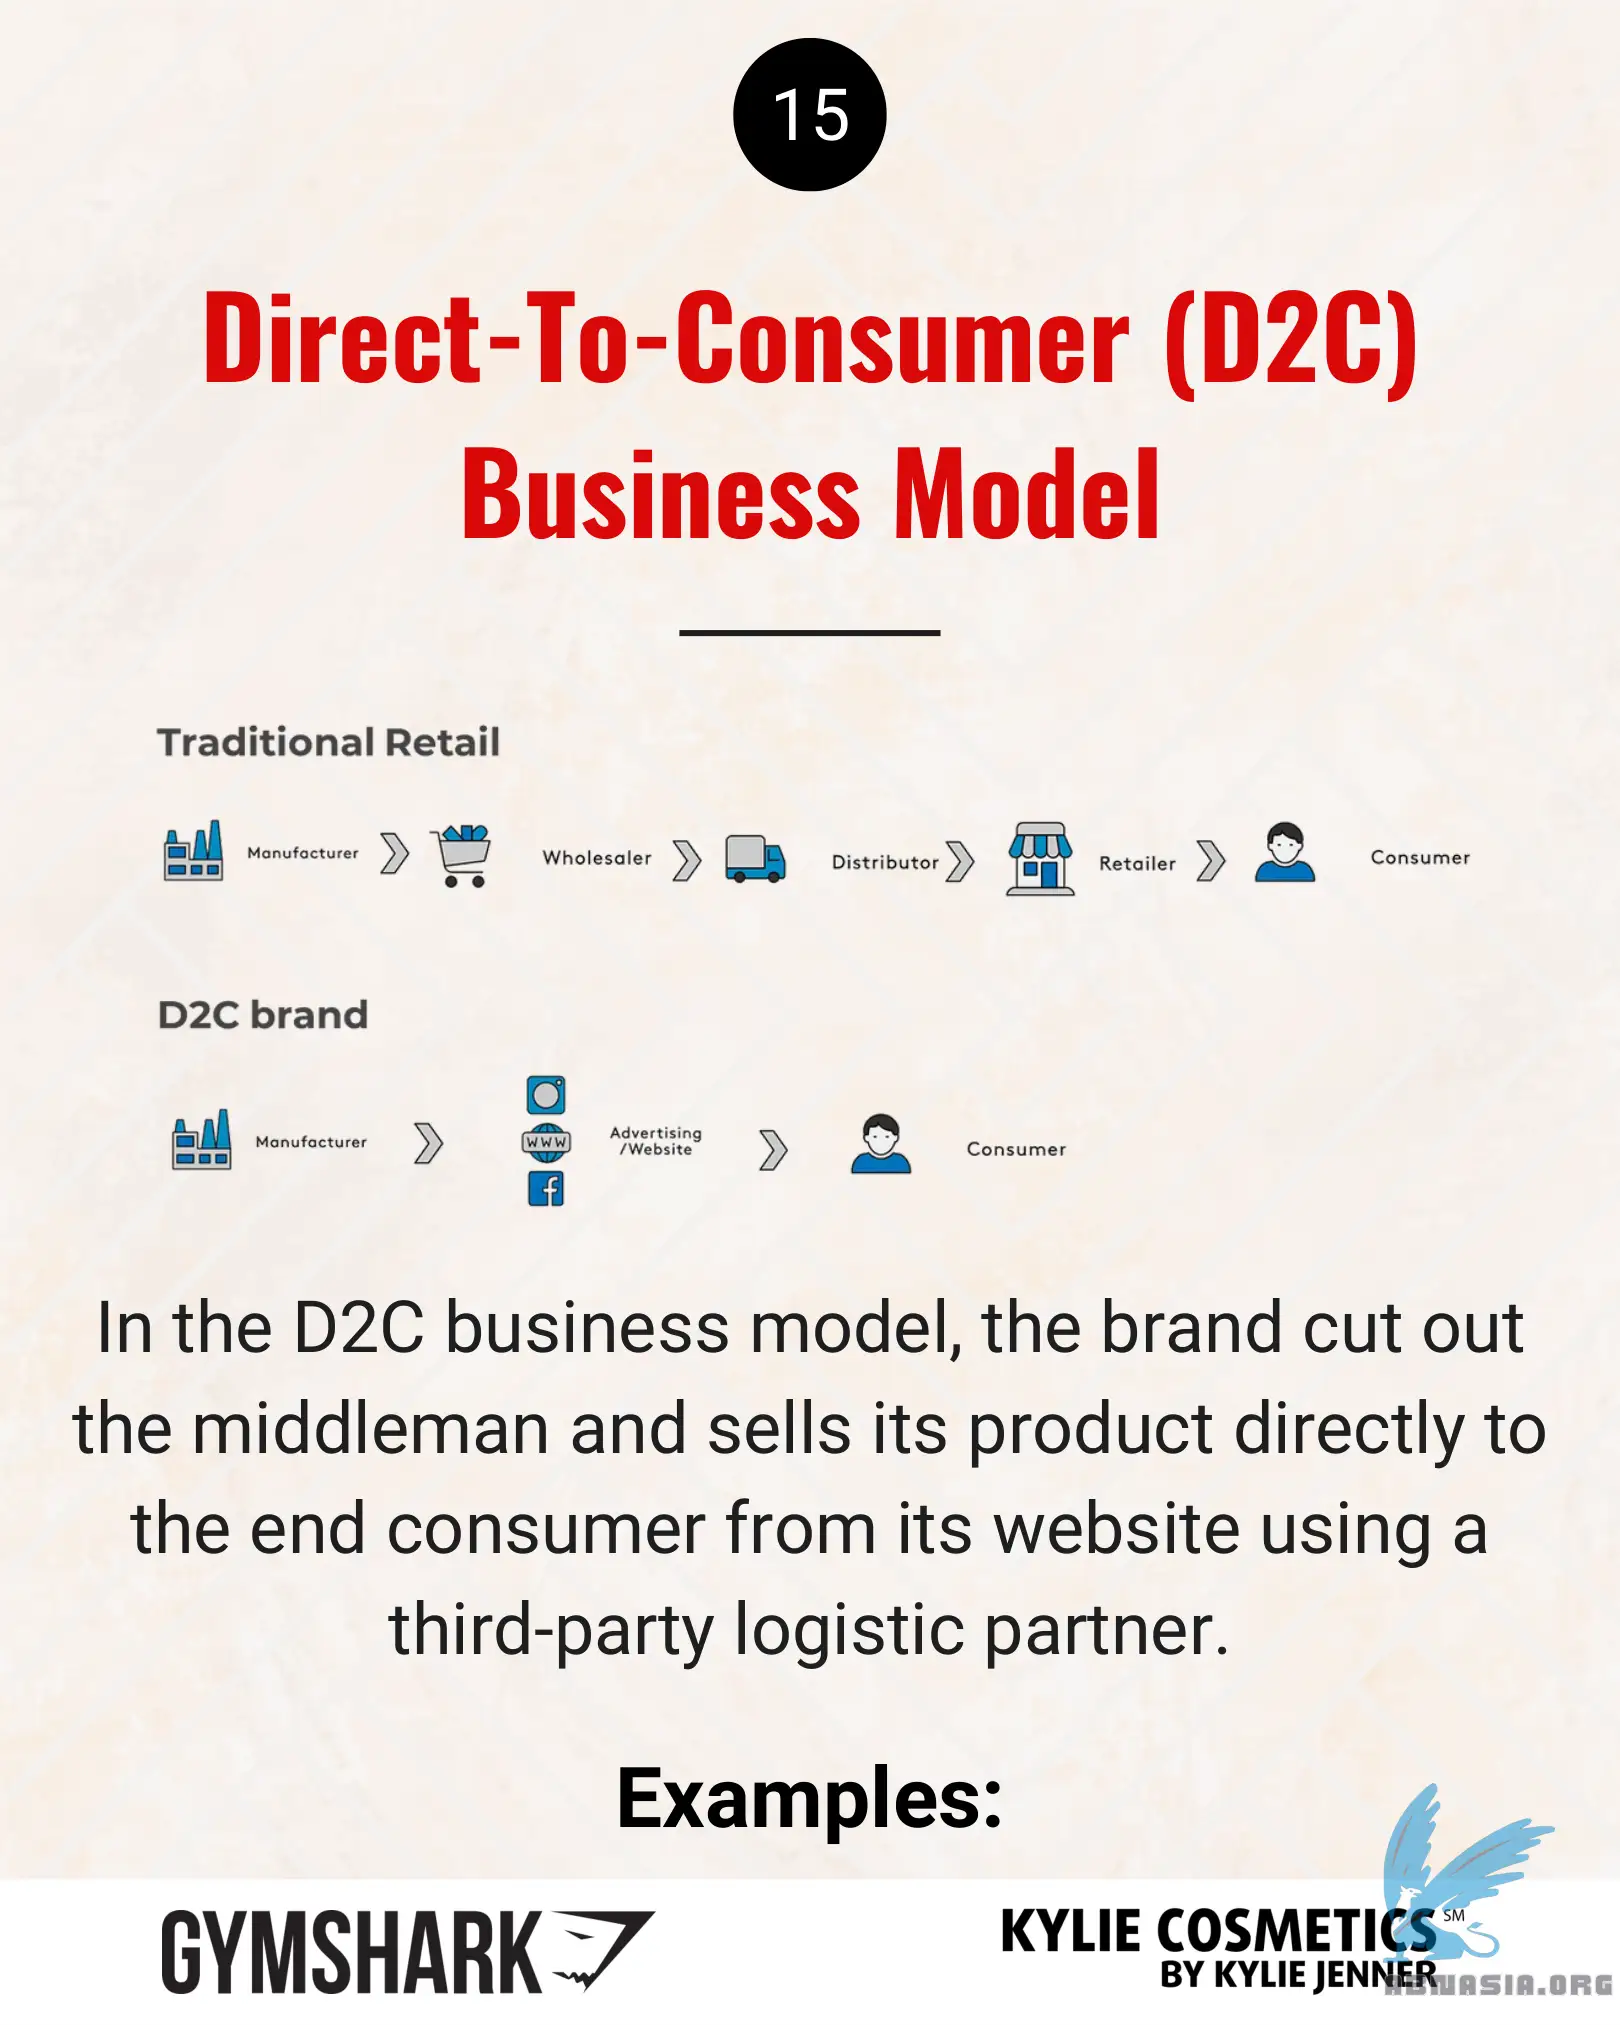 15
Direct-To-Consumer (D2C)
Business Model
Traditional Retail
Manufacturer
Wholesaler
Distributor
Retailer
Consumer
D2C brand
Manufacturer
WWW
Advertising
/Website
Consumer
In the D2C business model, the brand cut out
the middleman and sells its product directly to
the end consumer from its website using a
third-party logistic partner.
Examples:
GYMSHARK
KYLIE COSMETICS SM
BY KYLIE JENNER
ABNASIA.ORG